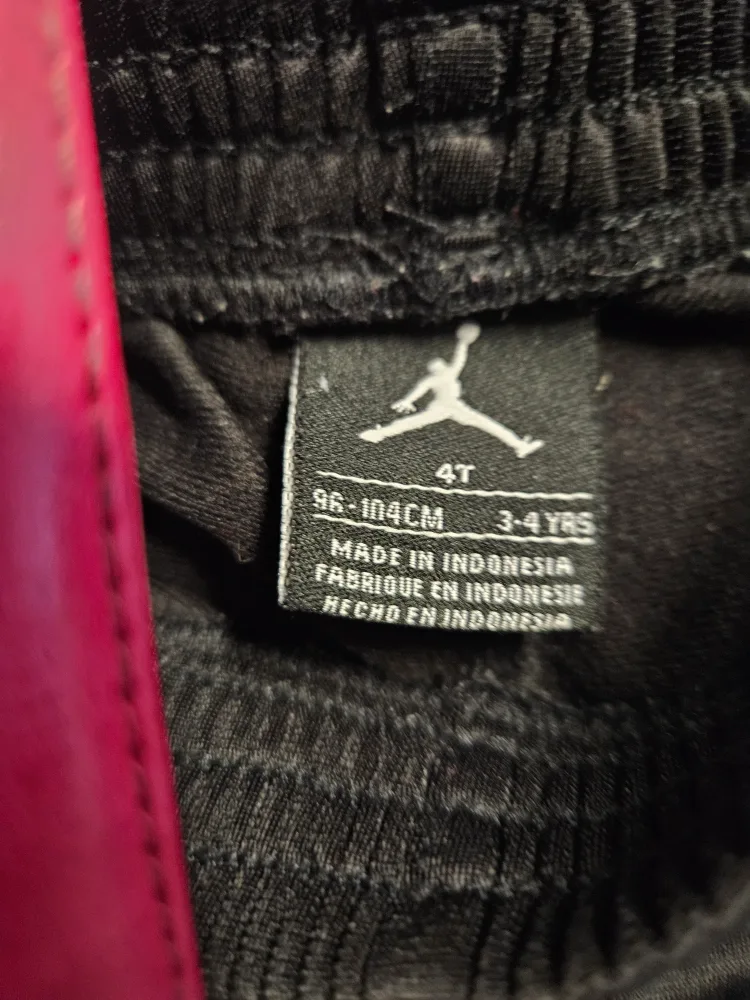 4T
96-104CM 3-4 YRS
MADE IN INDONESIA
FABRIQUE EN INDONESIE
HECHO EN INDONESIA